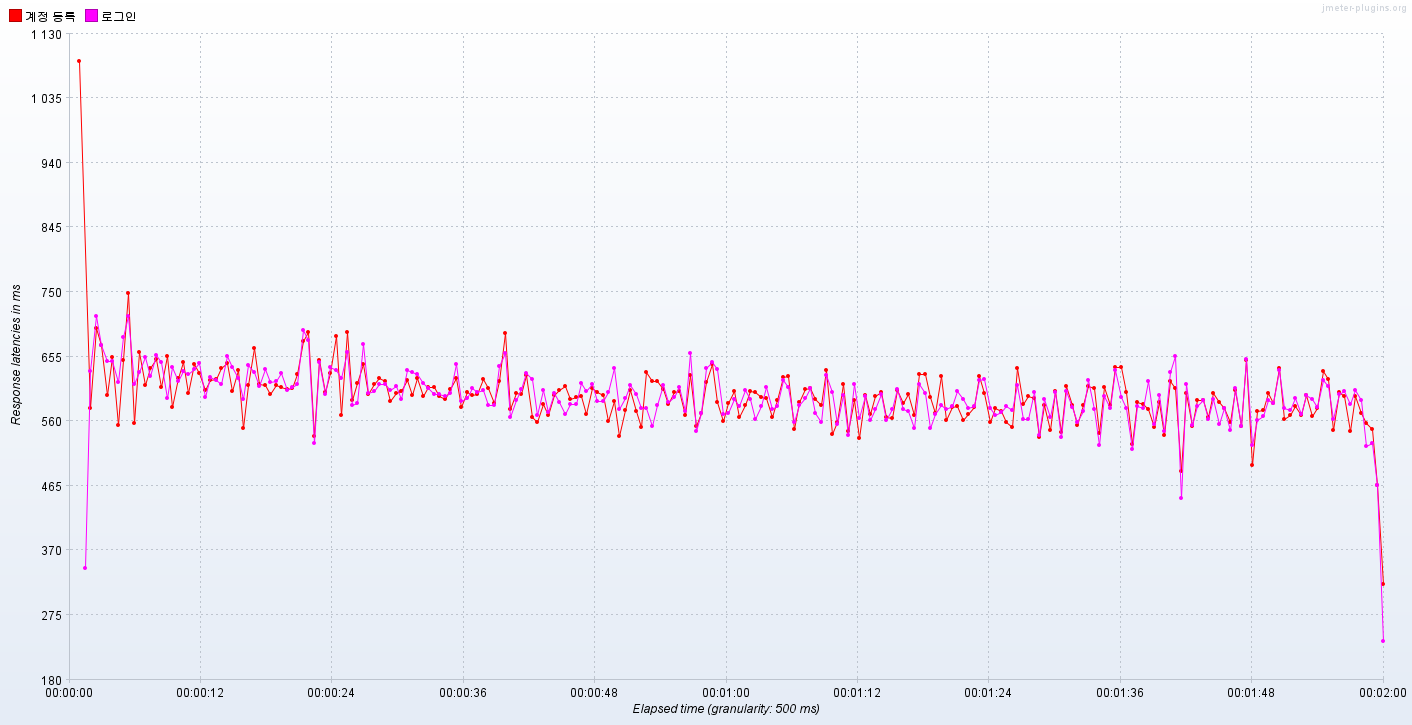 계정 등록 로그인
jmeter-plugins.org
1 130
1 035
940
845
750
655
560
465
370
275
180
Response latencies in ms
00:00:00 00:00:12 00:00:24 00:00:36 00:00:48 00:01:00 00:01:12 00:01:24 00:01:36 00:01:48 00:02:00
Elapsed time (granularity: 500 ms)